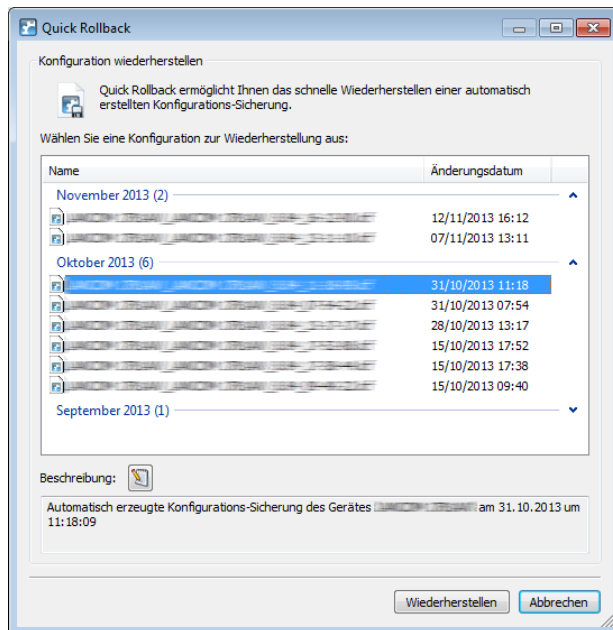 Quick Rollback
Konfiguration wiederherstellen
Quick Rollback ermöglicht Ihnen das schnelle Wiederherstellen einer automatisch
erstellten Konfigurations-Sicherung.
Wählen Sie eine Konfiguration zur Wiederherstellung aus:
Name Änderungsdatum
November 2013 (2)
12/11/2013 16:12
07/11/2013 13:11
Oktober 2013 (6)
31/10/2013 11:18
31/10/2013 07:54
28/10/2013 13:17
15/10/2013 17:52
15/10/2013 17:38
15/10/2013 09:40
September 2013 (1)
Beschreibung:
Automatisch erzeugte Konfigurations-Sicherung des Gerätes am 31.10.2013 um
11:18:09
Wiederherstellen Abbrechen